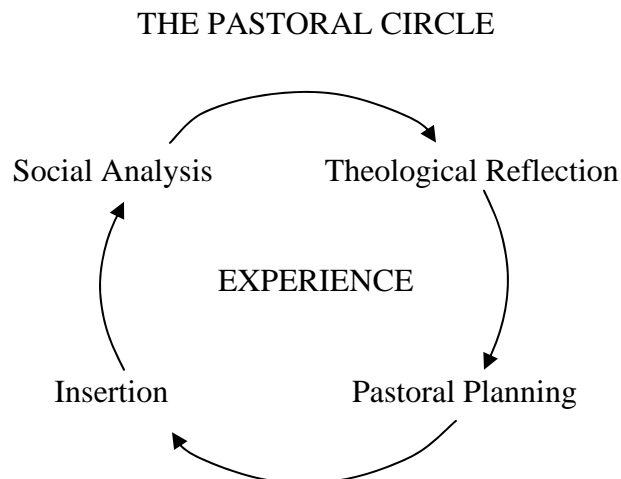 THE PASTORAL CIRCLE
Social Analysis
Theological Reflection
EXPERIENCE
Insertion
Pastoral Planning